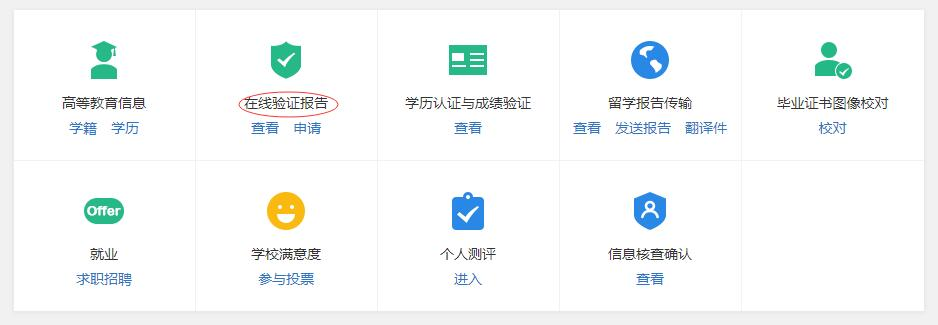 高等教育信息
学籍 学历
在线验证报告
查看 申请
学历认证与成绩验证
查看
留学报告传输
查看 发送报告 翻译件
毕业证书图像校对
校对
Offer
就业
求职招聘
学校满意度
参与投票
个人测评
进入
信息核查确认
查看